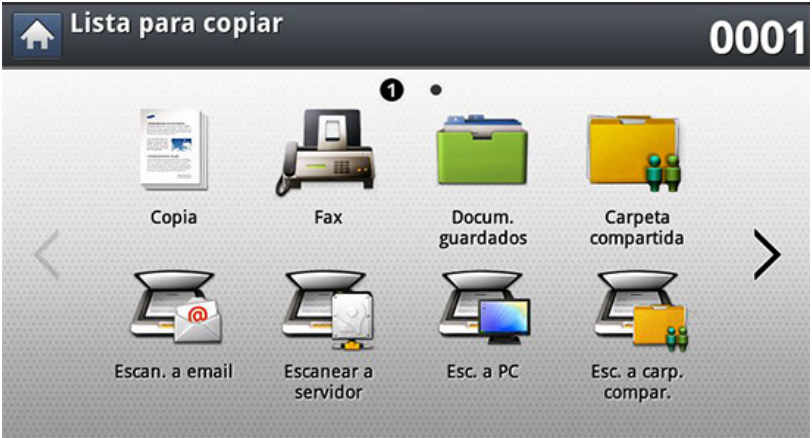 Lista para copiar
0001
1
Copia
Fax
Docum.
guardados
Carpeta
compartida
@
Escan. a email
Escanear a
servidor
Esc. a PC
Esc. a carp.
compar.